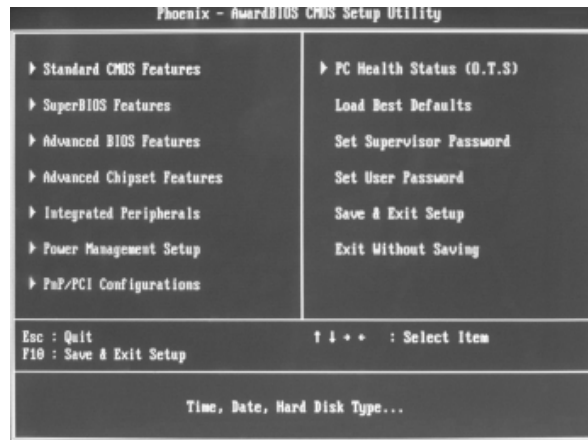 Phoenix - AwardBIOS CMOS Setup Utility
Standard CMOS Features
SuperBIOS Features
Advanced BIOS Features
Advanced Chipset Features
Integrated Peripherals
Power Management Setup
PnP/PCI Configurations
PC Health Status (O.T.S)
Load Best Defaults
Set Supervisor Password
Set User Password
Save & Exit Setup
Exit Without Saving
Esc : Quit
F10 : Save & Exit Setup
↑ ↓ → ← : Select Item
Time, Date, Hard Disk Type...